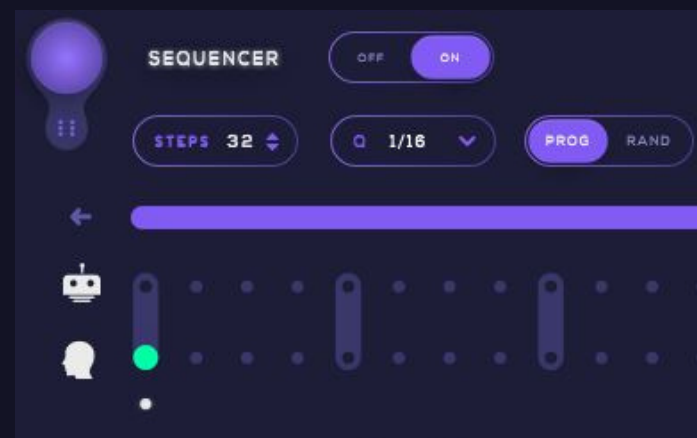 SEQUENCER OFF ON
STEPS 32 Q 1/16 PROG RAND